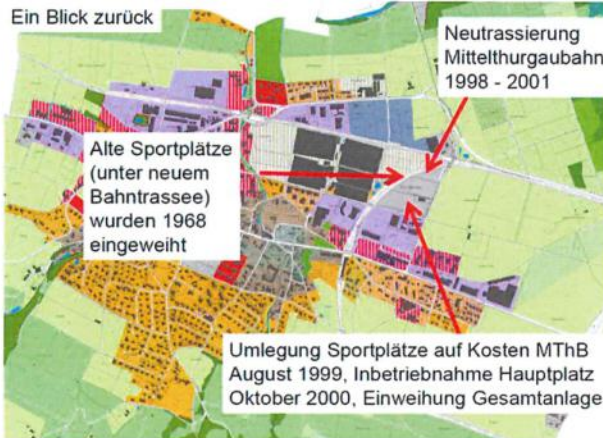 Ein Blick zurück
Neutrassierung
Mittelthurgaubahn
1998 - 2001
Alte Sportplätze
(unter neuem
Bahntrassee)
wurden 1968
eingeweiht
Umlegung Sportplätze auf Kosten MThB
August 1999, Inbetriebnahme Hauptplatz
Oktober 2000, Einweihung Gesamtanlage